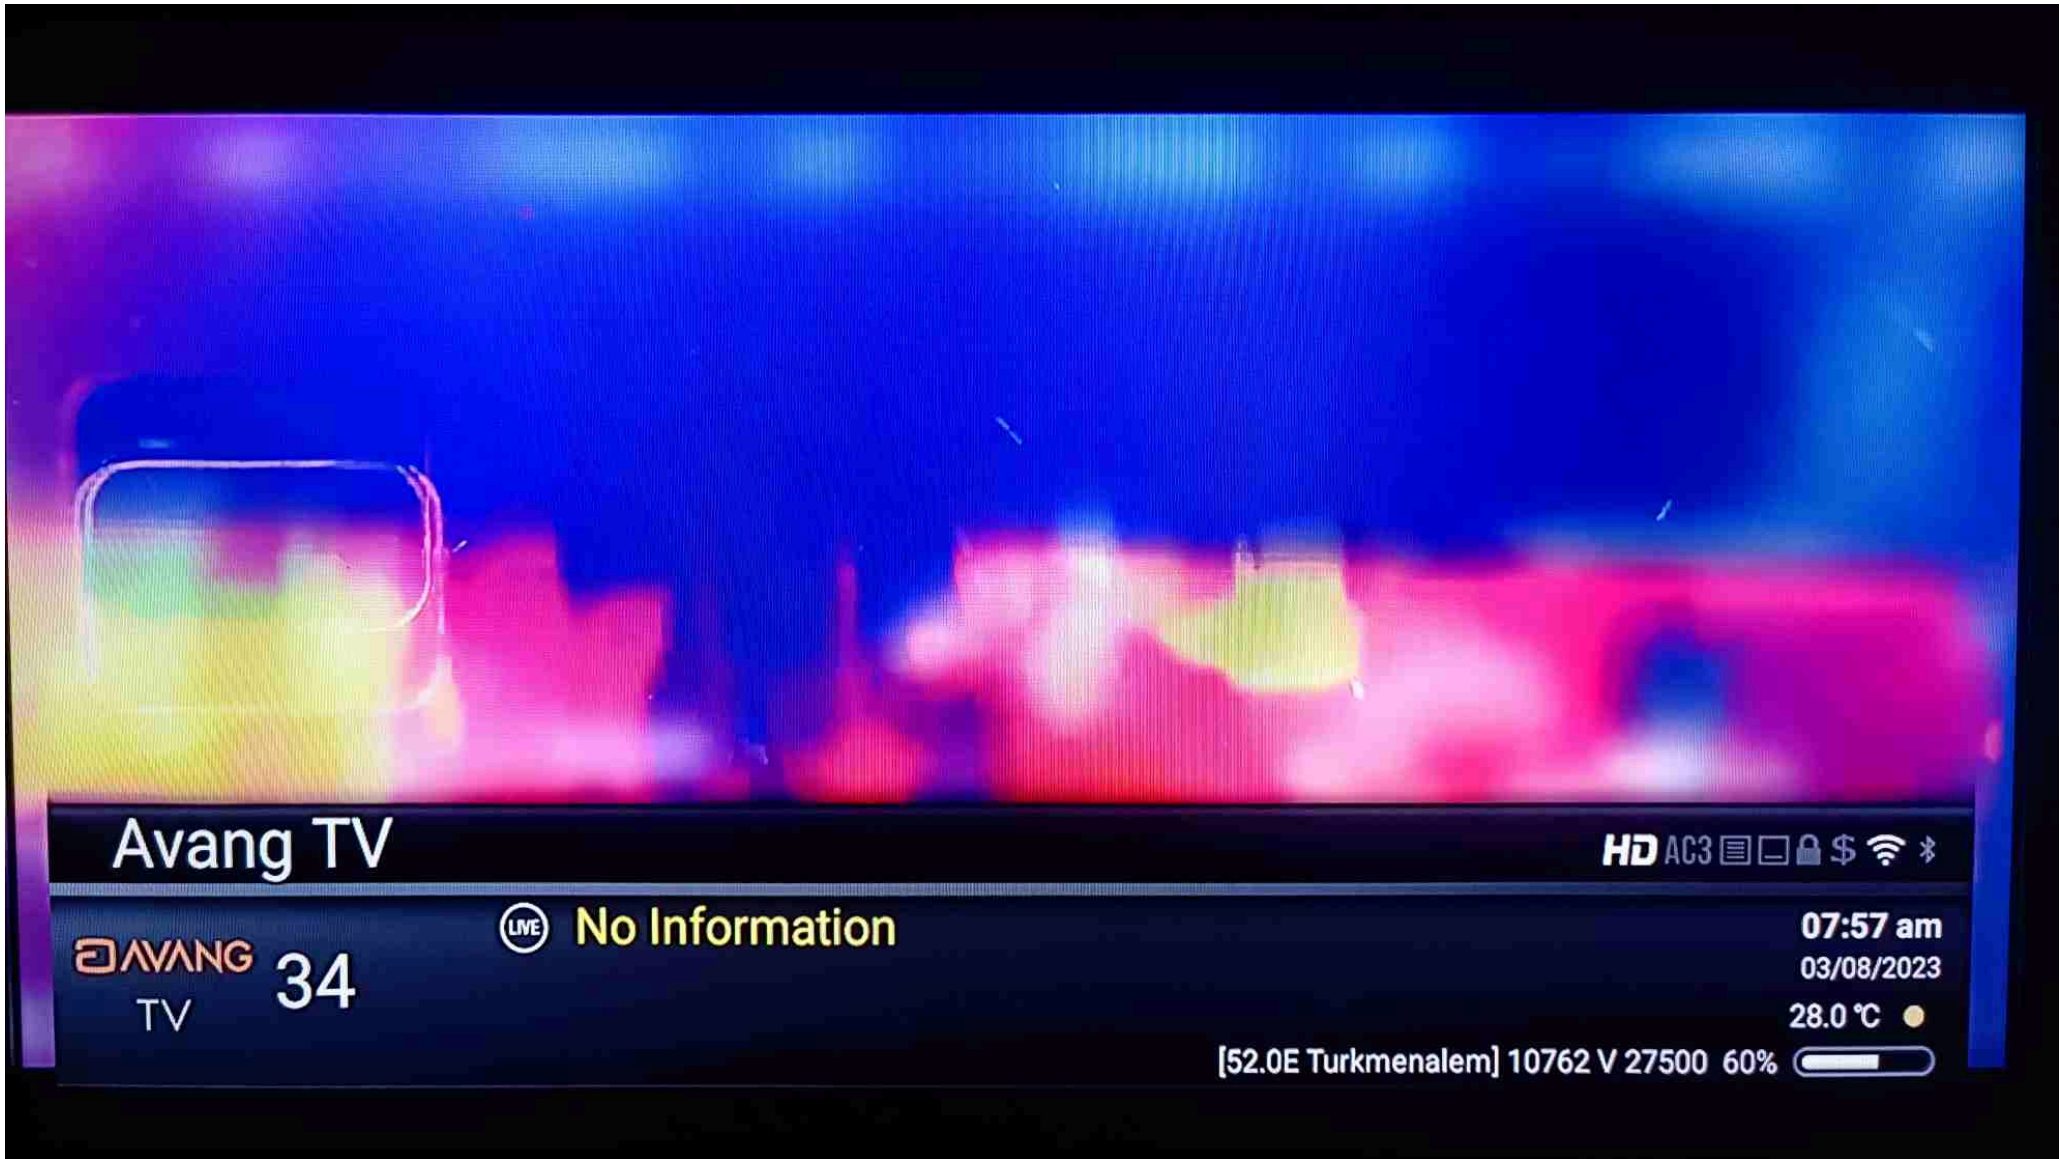 Avang TV
HD AC3 $
AVANG
TV
34
LIVE No Information
07:57 am
03/08/2023
28.0 °C
[52.0E Turkmenalem] 10762 V 27500 60%